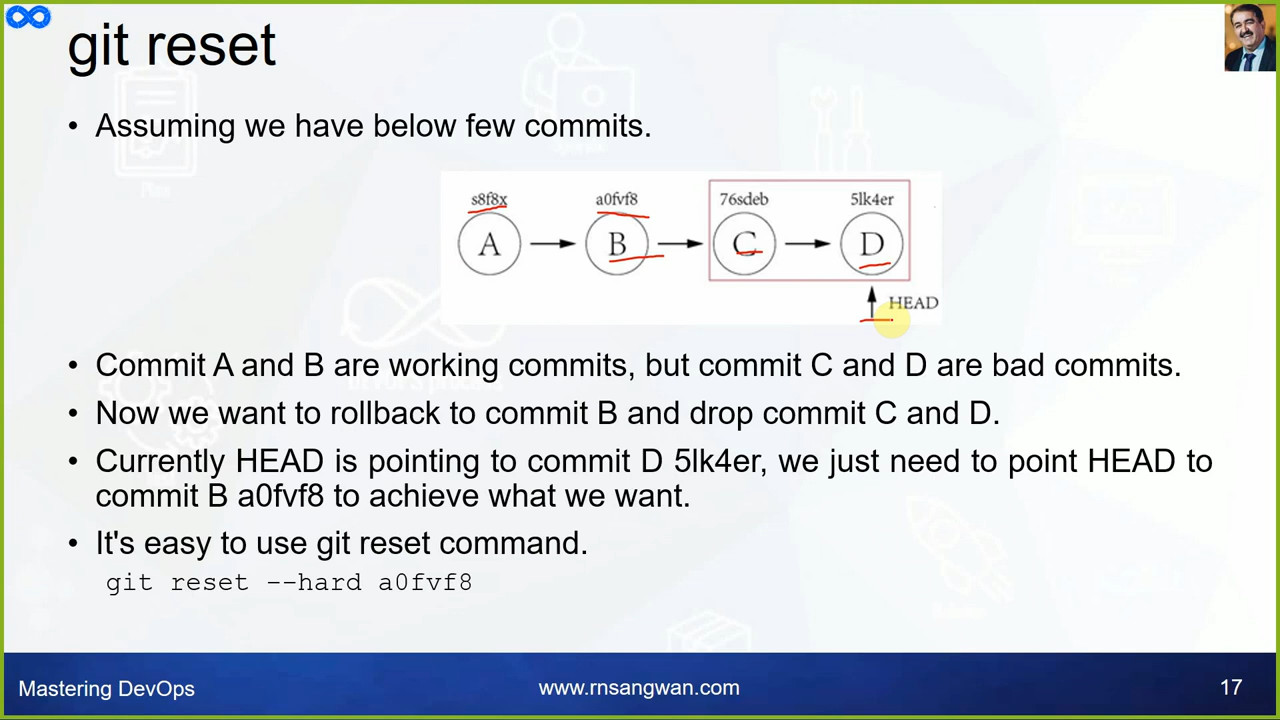 git reset
• Assuming we have below few commits.
s8f8x a0fvf8 76sdeb 5lk4er
A B C D
HEAD
• Commit A and B are working commits, but commit C and D are bad commits.
• Now we want to rollback to commit B and drop commit C and D.
• Currently HEAD is pointing to commit D 5lk4er, we just need to point HEAD to
commit B a0fvf8 to achieve what we want.
• It's easy to use git reset command.
git reset --hard a0fvf8
Mastering DevOps www.rnsangwan.com 17